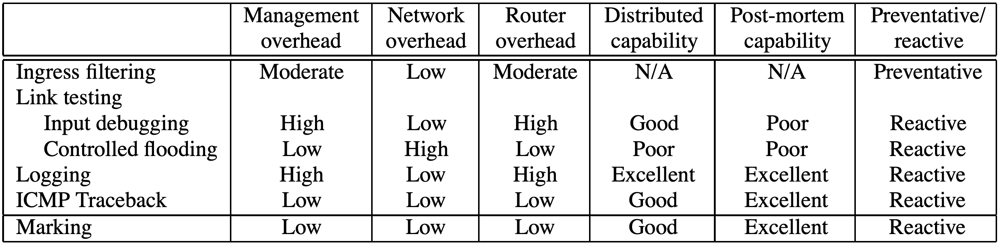 Management Network Router Distributed Post-mortem Preventative/
overhead overhead overhead capability capability reactive
Ingress filtering Moderate Low Moderate N/A N/A Preventative
Link testing
Input debugging High Low High Good Poor Reactive
Controlled flooding Low High Low Poor Poor Reactive
Logging High Low High Excellent Excellent Reactive
ICMP Traceback Low Low Low Good Excellent Reactive
Marking Low Low Low Good Excellent Reactive